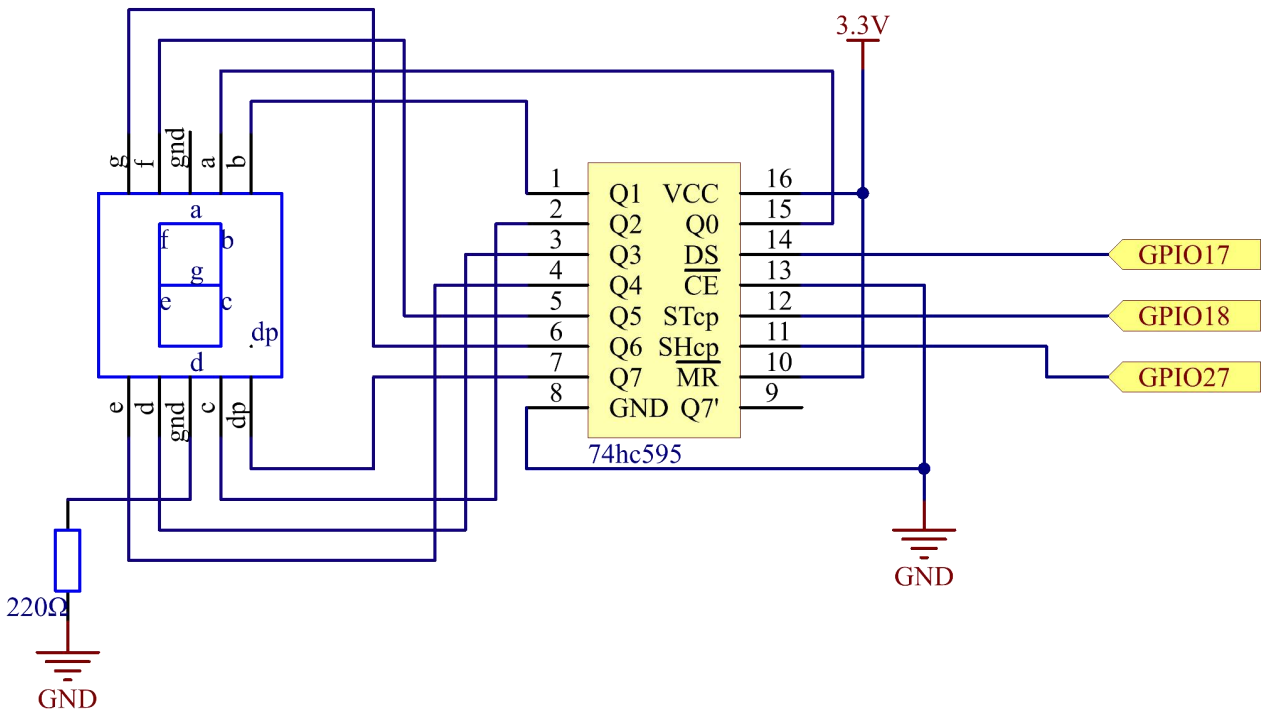 3.3V
g
f
gnd
a
b
a
f
b
g
e
c
dp
d
e
d
gnd
c
dp
220Ω
GND
1
2
3
4
5
6
7
8
Q1
Q2
Q3
Q4
Q5
Q6
Q7
GND
VCC
Q0
DS
CE
STcp
SHcp
MR
Q7'
16
15
14
13
12
11
10
9
74hc595
GPIO17
GPIO18
GPIO27
GND